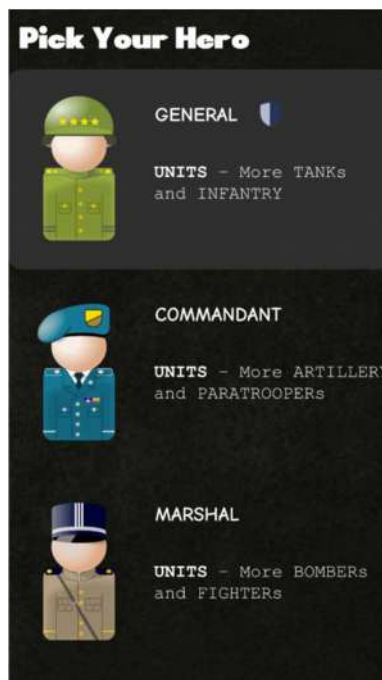 Pick Your Hero
GENERAL
UNITS - More TANKs
and INFANTRY
COMMANDANT
UNITS - More ARTILLERY
and PARATROOPERs
MARSHAL
UNITS - More BOMBERs
and FIGHTERs